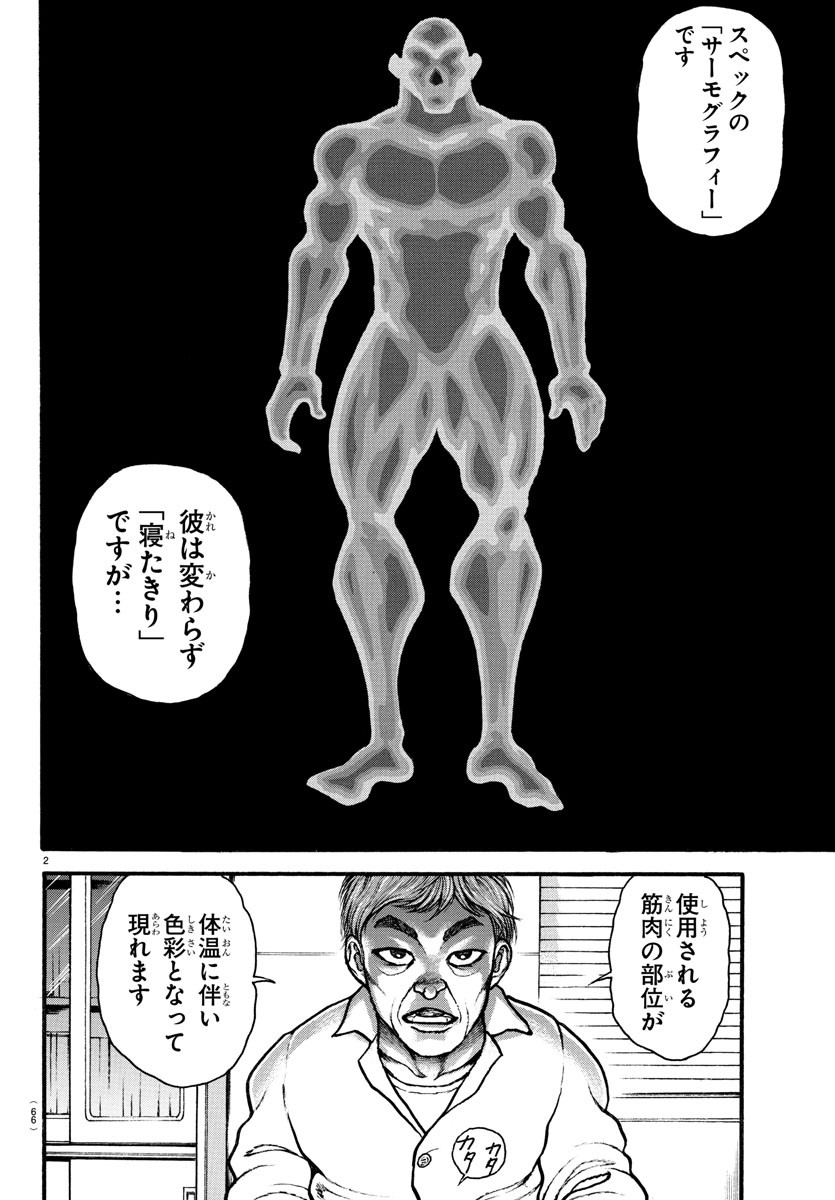 スペックの
「サーモグラフィー」
です
彼は変わらず
「寝たきり」
ですが…
使用される
筋肉の部位が
体温に伴い
色彩となって
現れます
カタ
カタ
2
(66)